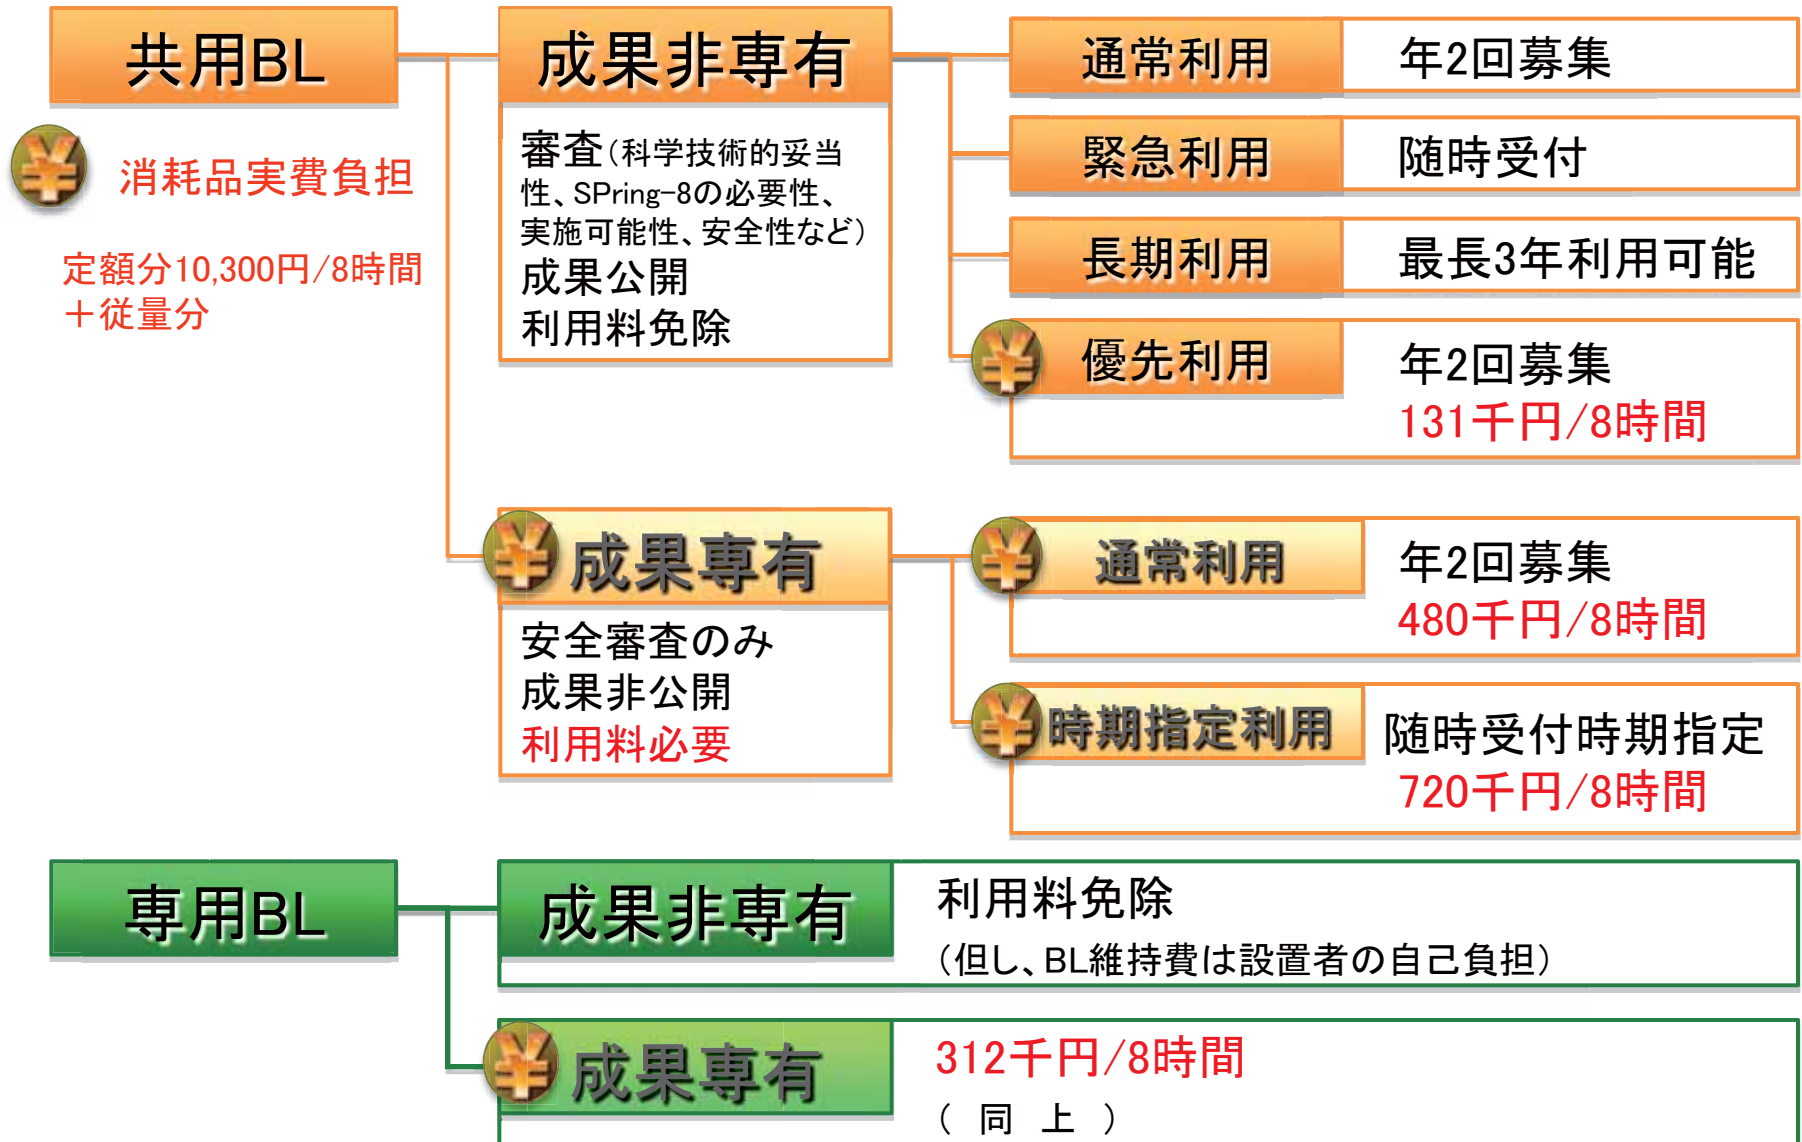 共用BL
消耗品実費負担
定額分10,300円/8時間
＋従量分
成果非専有
審査（科学技術的妥当
性、SPring-8の必要性、
実施可能性、安全性など）
成果公開
利用料免除
通常利用 年2回募集
緊急利用 随時受付
長期利用 最長3年利用可能
¥ 優先利用 年2回募集
131千円/8時間
¥ 成果専有
安全審査のみ
成果非公開
利用料必要
¥ 通常利用 年2回募集
480千円/8時間
¥ 時期指定利用 随時受付時期指定
720千円/8時間
専用BL
成果非専有
利用料免除
（但し、BL維持費は設置者の自己負担）
¥ 成果専有
312千円/8時間
（ 同 上 ）